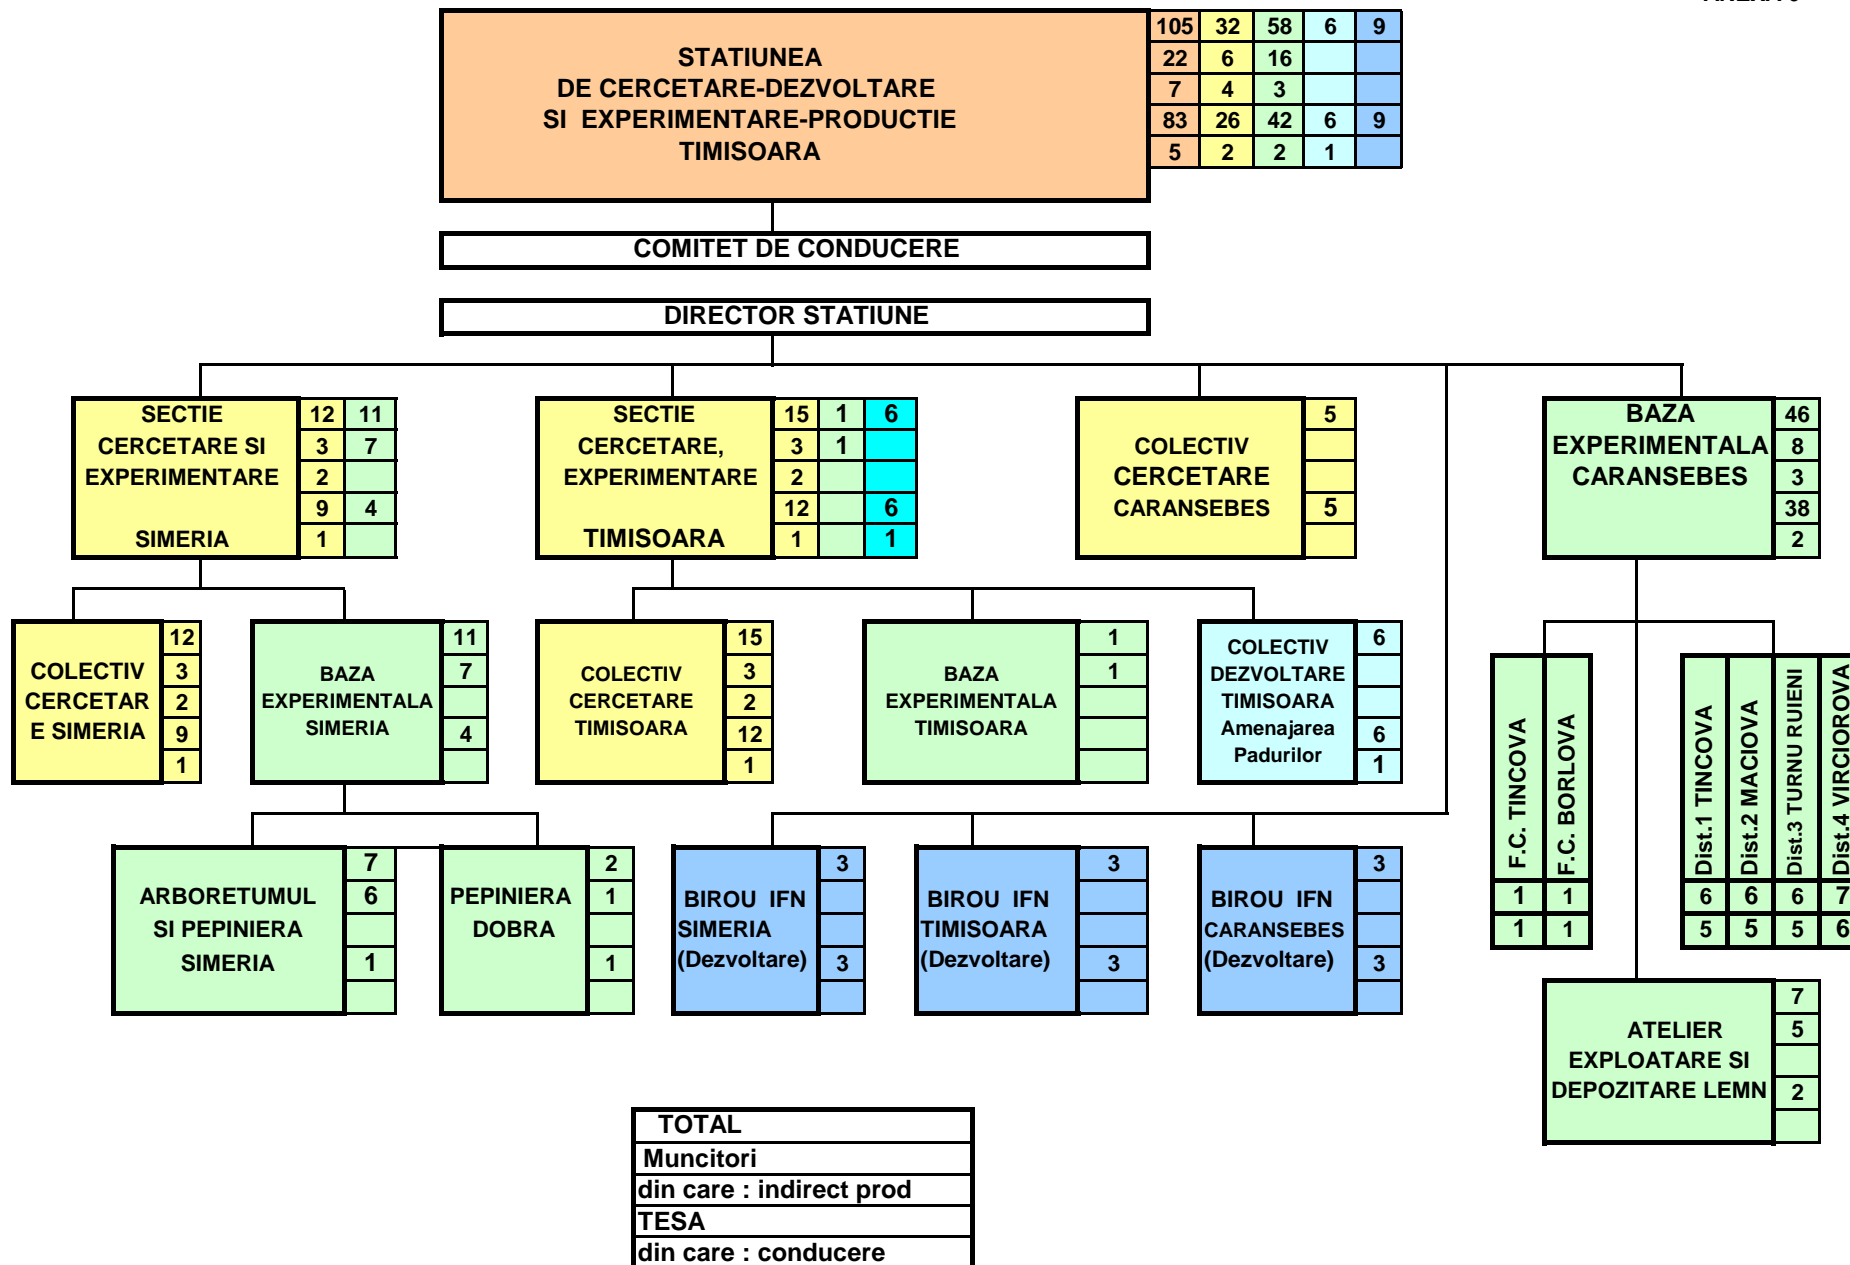 105 32 58 6 9
22 6 16
7 4 3
83 26 42 6 9
5 2 2 1
STATIUNEA
DE CERCETARE-DEZVOLTARE
SI EXPERIMENTARE-PRODUCTIE
TIMISOARA
COMITET DE CONDUCERE
DIRECTOR STATIUNE
SECTIE
CERCETARE SI
EXPERIMENTARE
SIMERIA
12 11
3 7
2
9 4
1
SECTIE
CERCETARE,
EXPERIMENTARE
TIMISOARA
15 1 6
3 1
2
12 6
1 1
COLECTIV
CERCETARE
CARANSEBES
5
5
BAZA
EXPERIMENTALA
CARANSEBES
46
8
3
38
2
COLECTIV
CERCETAR
E SIMERIA
12
3
2
9
1
BAZA
EXPERIMENTALA
SIMERIA
11
7
4
COLECTIV
CERCETARE
TIMISOARA
15
3
2
12
1
BAZA
EXPERIMENTALA
TIMISOARA
1
1
COLECTIV
DEZVOLTARE
TIMISOARA
Amenajarea
Padurilor
6
6
1
F.C. TINCOVA
1
1
F.C. BORLOVA
1
1
Dist.1 TINCOVA
6
5
Dist.2 MACIOVA
6
5
Dist.3 TURNU RUIENI
6
5
Dist.4 VIRCIOROVA
7
6
ARBORETUMUL
SI PEPINIERA
SIMERIA
7
6
1
PEPINIERA
DOBRA
2
1
1
BIROU IFN
SIMERIA
(Dezvoltare)
3
3
BIROU IFN
TIMISOARA
(Dezvoltare)
3
3
BIROU IFN
CARANSEBES
(Dezvoltare)
3
3
ATELIER
EXPLOATARE SI
DEPOZITARE LEMN
7
5
2
TOTAL
Muncitori
din care : indirect prod
TESA
din care : conducere